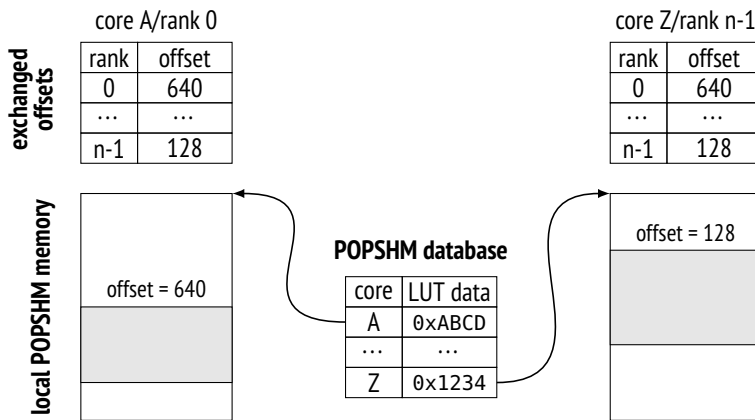 core A/rank 0
core Z/rank n-1
exchanged
offsets
rank offset
0 640
... ...
n-1 128
rank offset
0 640
... ...
n-1 128
local POPSHM memory
offset = 640
POPSHM database
core LUT data
A 0xABCD
... ...
Z 0x1234
offset = 128